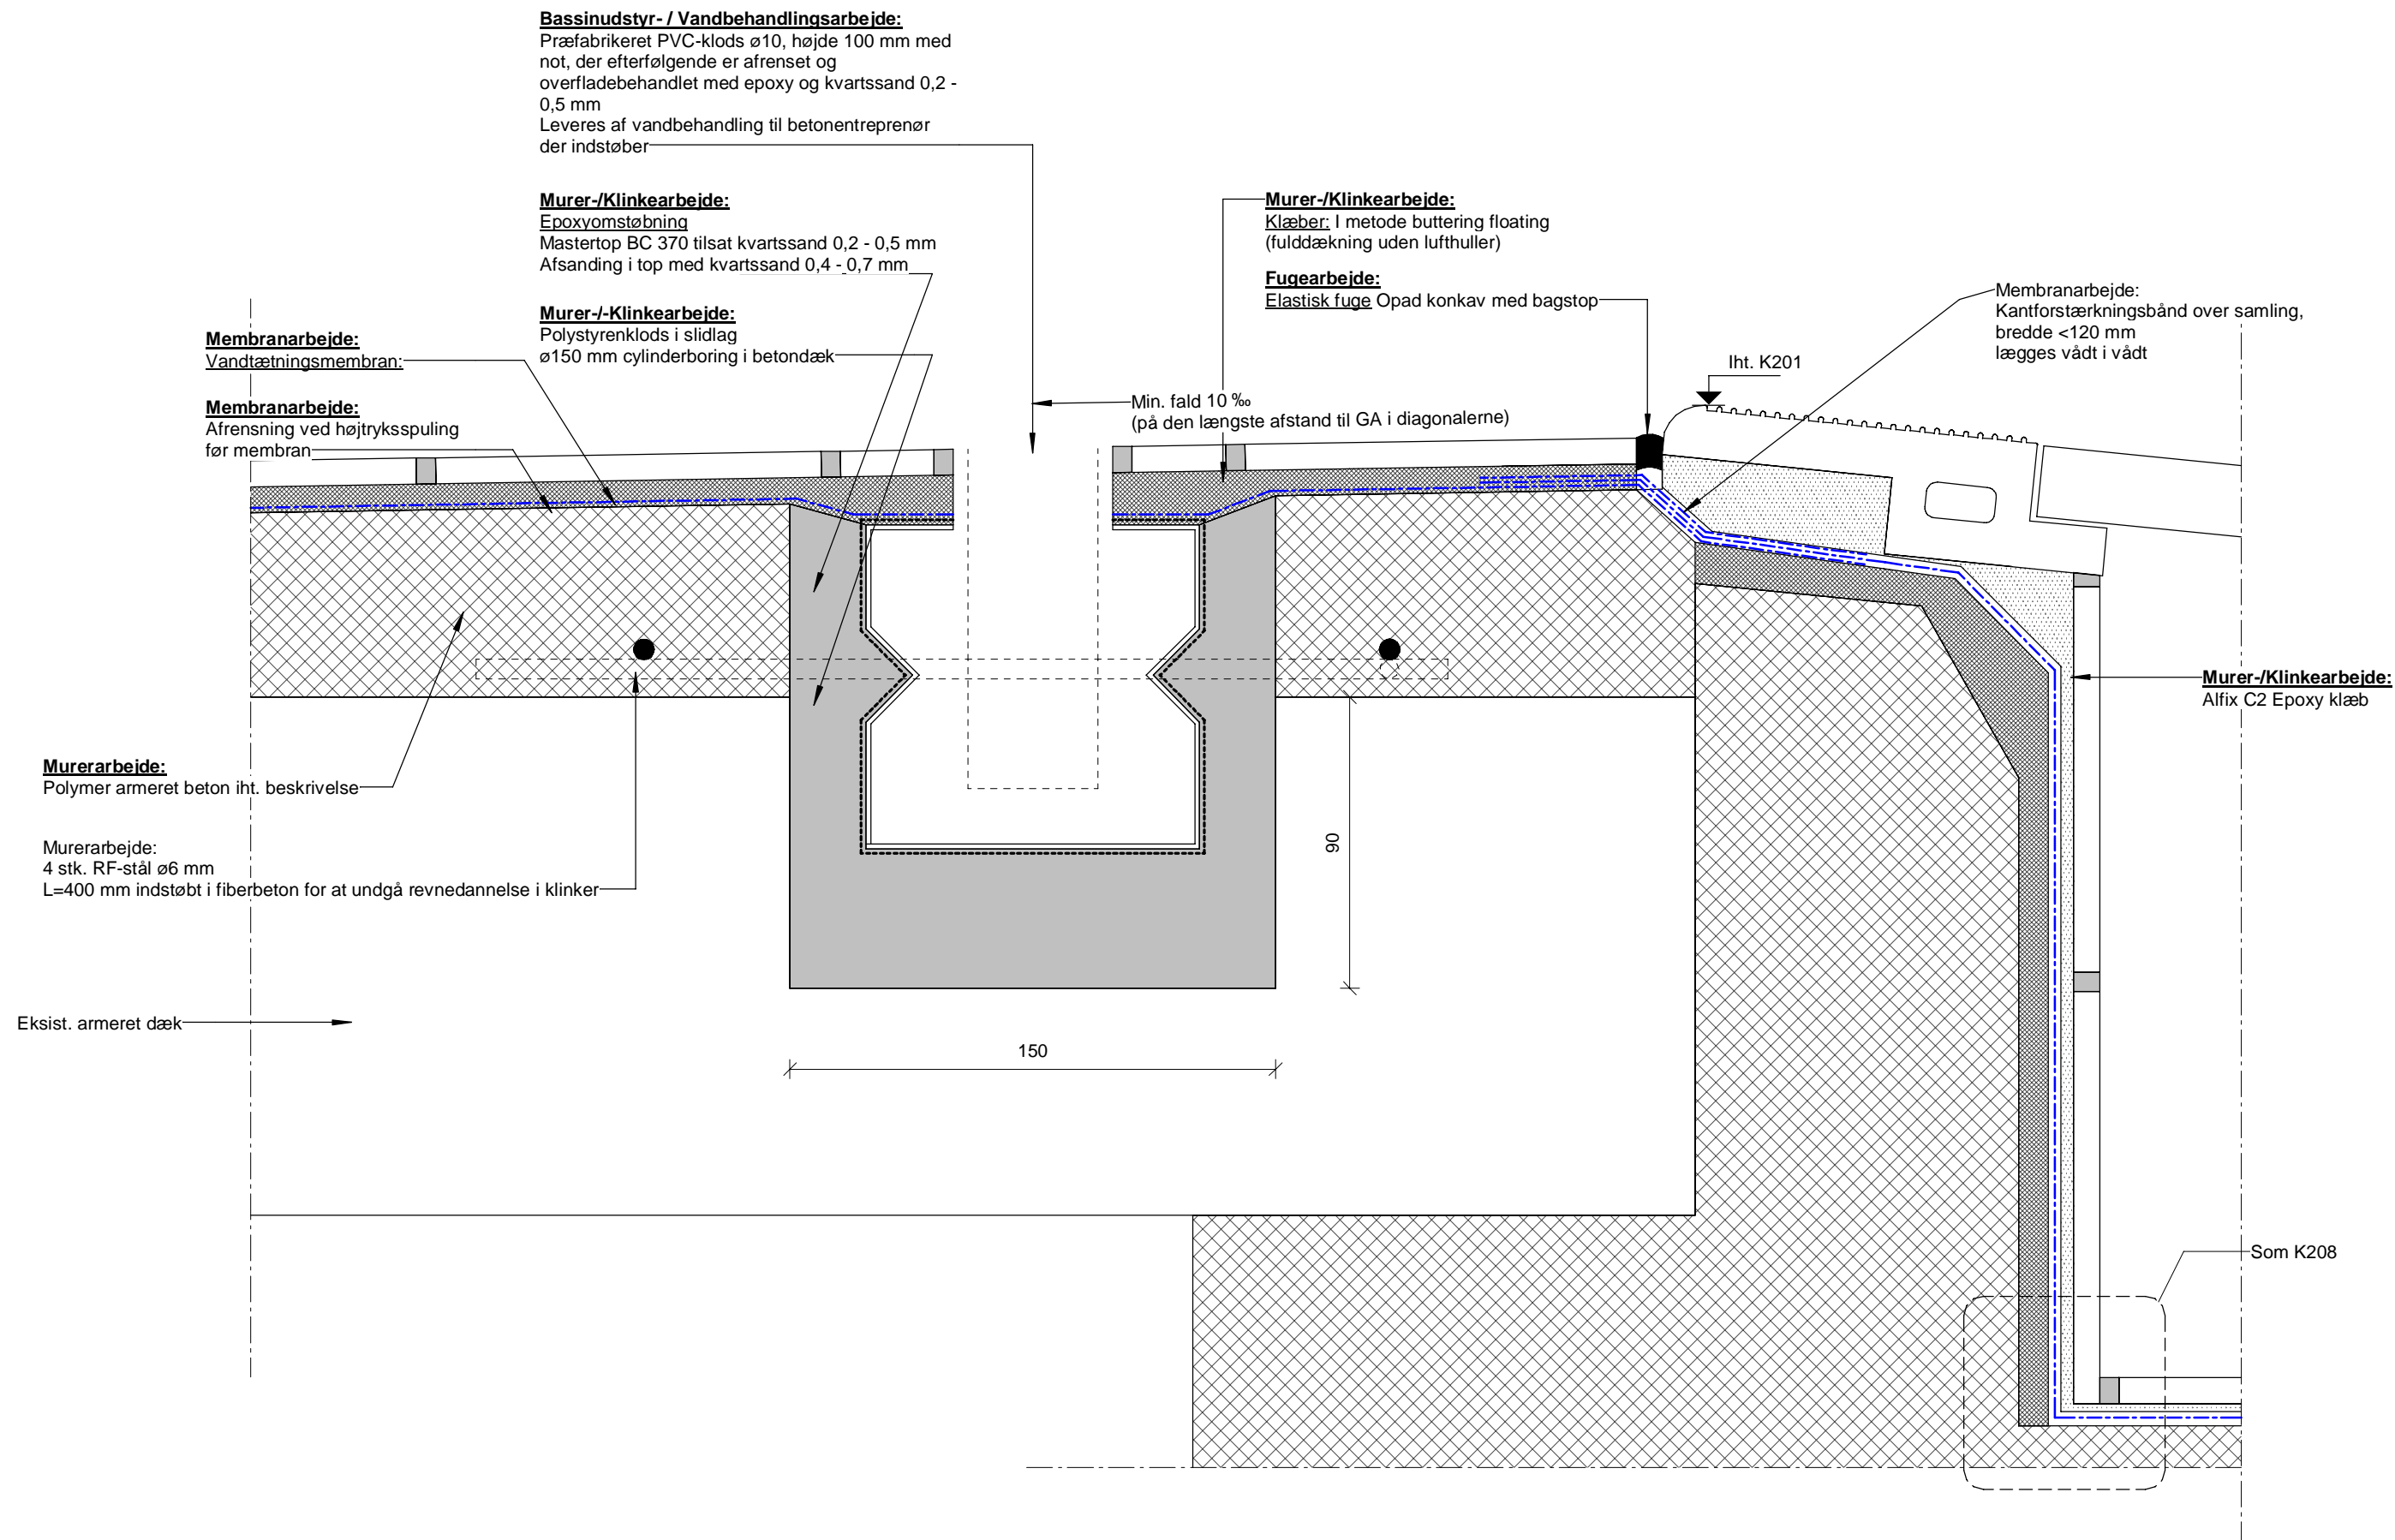 Bassinudstyr- / Vandbehandlingsarbejde:
Præfabrikeret PVC-klods ø10, højde 100 mm med
not, der efterfølgende er afrenset og
overfladebehandlet med epoxy og kvartssand 0,2 -
0,5 mm
Leveres af vandbehandling til betonentreprenør
der indstøber
Murer-/Klinkearbejde:
Epoxyomstøbning
Mastertop BC 370 tilsat kvartssand 0,2 - 0,5 mm
Afsanding i top med kvartssand 0,4 - 0,7 mm
Murer-/-Klinkearbejde:
Polystyrenklods i slidlag
ø150 mm cylinderboring i betondæk
Murer-/Klinkearbejde:
Klæber: I metode buttering floating
(fulddækning uden lufthuller)
Fugearbejde:
Elastisk fuge Opad konkav med bagstop
Membranarbejde:
Kantforstærkningsbånd over samling,
bredde <120 mm
lægges vådt i vådt
Iht. K201
Membranarbejde:
Vandtætningsmembran:
Membranarbejde:
Afrensning ved højtryksspuling
før membran
Min. fald 10 ‰
(på den længste afstand til GA i diagonalerne)
Murer-/Klinkearbejde:
Alfix C2 Epoxy klæb
Murerarbejde:
Polymer armeret beton iht. beskrivelse
Murerarbejde:
4 stk. RF-stål ø6 mm
L=400 mm indstøbt i fiberbeton for at undgå revnedannelse i klinker
90
Eksist. armeret dæk
150
Som K208